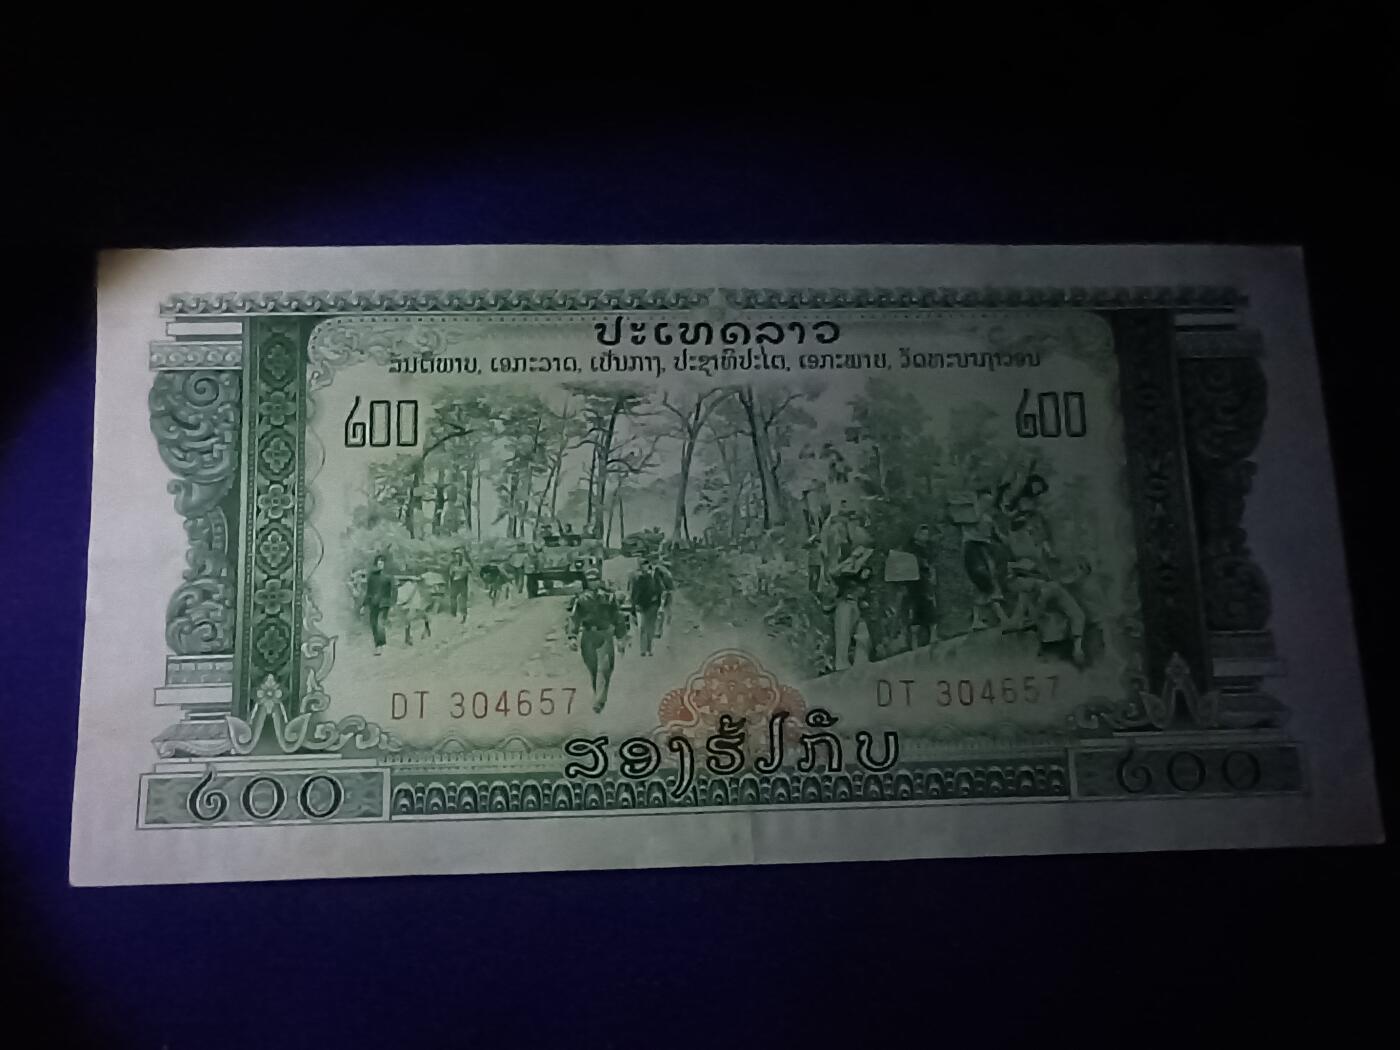 ປະເທດລາວ
ສັນຕິພາບ, ເອກະລາດ, ເປັນກາງ, ປະຊາທິປະໄຕ, ເອກະພາບ, ວັດທະນາຖາວອນ
໒໐໐ ໒໐໐
DT 304657 DT 304657
ສອງຮ້ອຍກີບ
໒໐໐ ໒໐໐